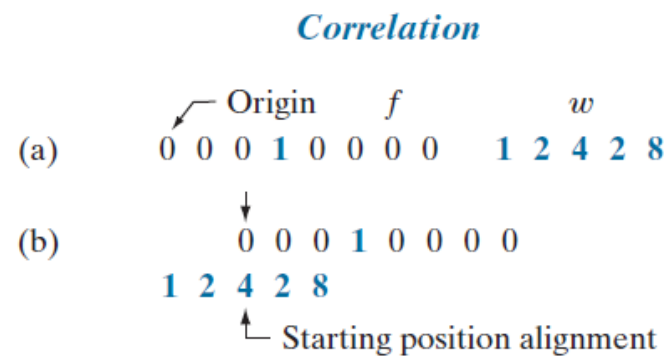 Correlation
Origin f w
(a) 0 0 0 1 0 0 0 0 1 2 4 2 8
(b) 0 0 0 1 0 0 0 0
1 2 4 2 8
Starting position alignment